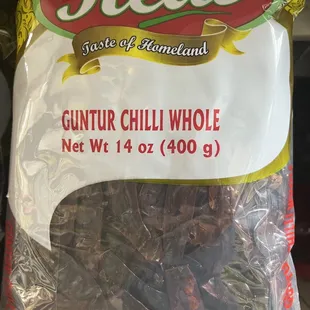 Taste of Homeland
GUNTUR CHILLI WHOLE
Net Wt 14 oz (400 g)